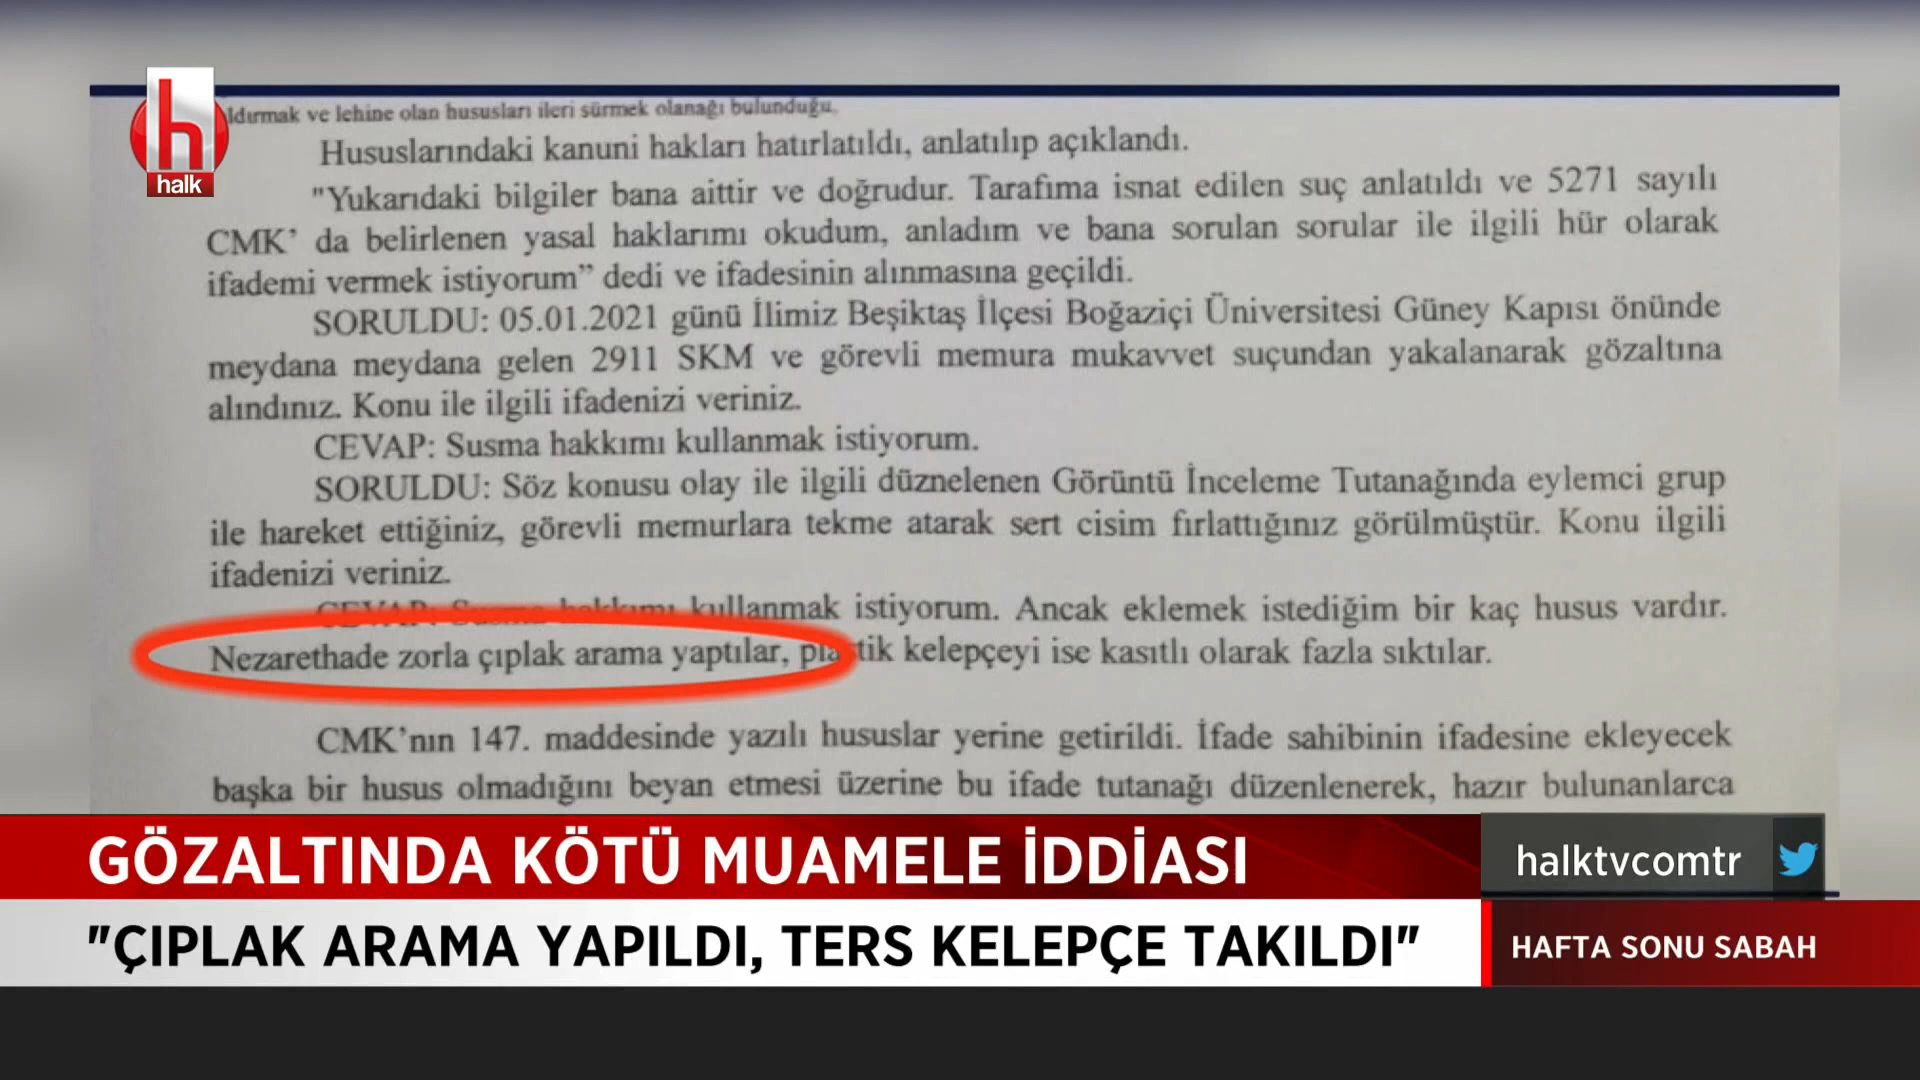 ldırmak ve lehine olan hususları ileri sürmek olanağı bulunduğu,
Hususlarındaki kanuni hakları hatırlatıldı, anlatılıp açıklandı.
"Yukarıdaki bilgiler bana aittir ve doğrudur. Tarafıma isnat edilen suç anlatıldı ve 5271 sayılı
CMK’ da belirlenen yasal haklarımı okudum, anladım ve bana sorulan sorular ile ilgili hür olarak
ifademi vermek istiyorum” dedi ve ifadesinin alınmasına geçildi.
SORULDU: 05.01.2021 günü İlimiz Beşiktaş İlçesi Boğaziçi Üniversitesi Güney Kapısı önünde
meydana meydana gelen 2911 SKM ve görevli memura mukavvet suçundan yakalanarak gözaltına
alındınız. Konu ile ilgili ifadenizi veriniz.
CEVAP: Susma hakkımı kullanmak istiyorum.
SORULDU: Söz konusu olay ile ilgili düznelenen Görüntü İnceleme Tutanağında eylemci grup
ile hareket ettiğiniz, görevli memurlara tekme atarak sert cisim fırlattığınız görülmüştür. Konu ilgili
ifadenizi veriniz.
CEVAP: Susma hakkımı kullanmak istiyorum. Ancak eklemek istediğim bir kaç husus vardır.
Nezarethade zorla çıplak arama yaptılar, plastik kelepçeyi ise kasıtlı olarak fazla sıktılar.
CMK’nın 147. maddesinde yazılı hususlar yerine getirildi. İfade sahibinin ifadesine ekleyecek
başka bir husus olmadığını beyan etmesi üzerine bu ifade tutanağı düzenlenerek, hazır bulunanlarca
h
halk
GÖZALTINDA KÖTÜ MUAMELE İDDİASI
halktvcomtr
"ÇIPLAK ARAMA YAPILDI, TERS KELEPÇE TAKILDI"
HAFTA SONU SABAH